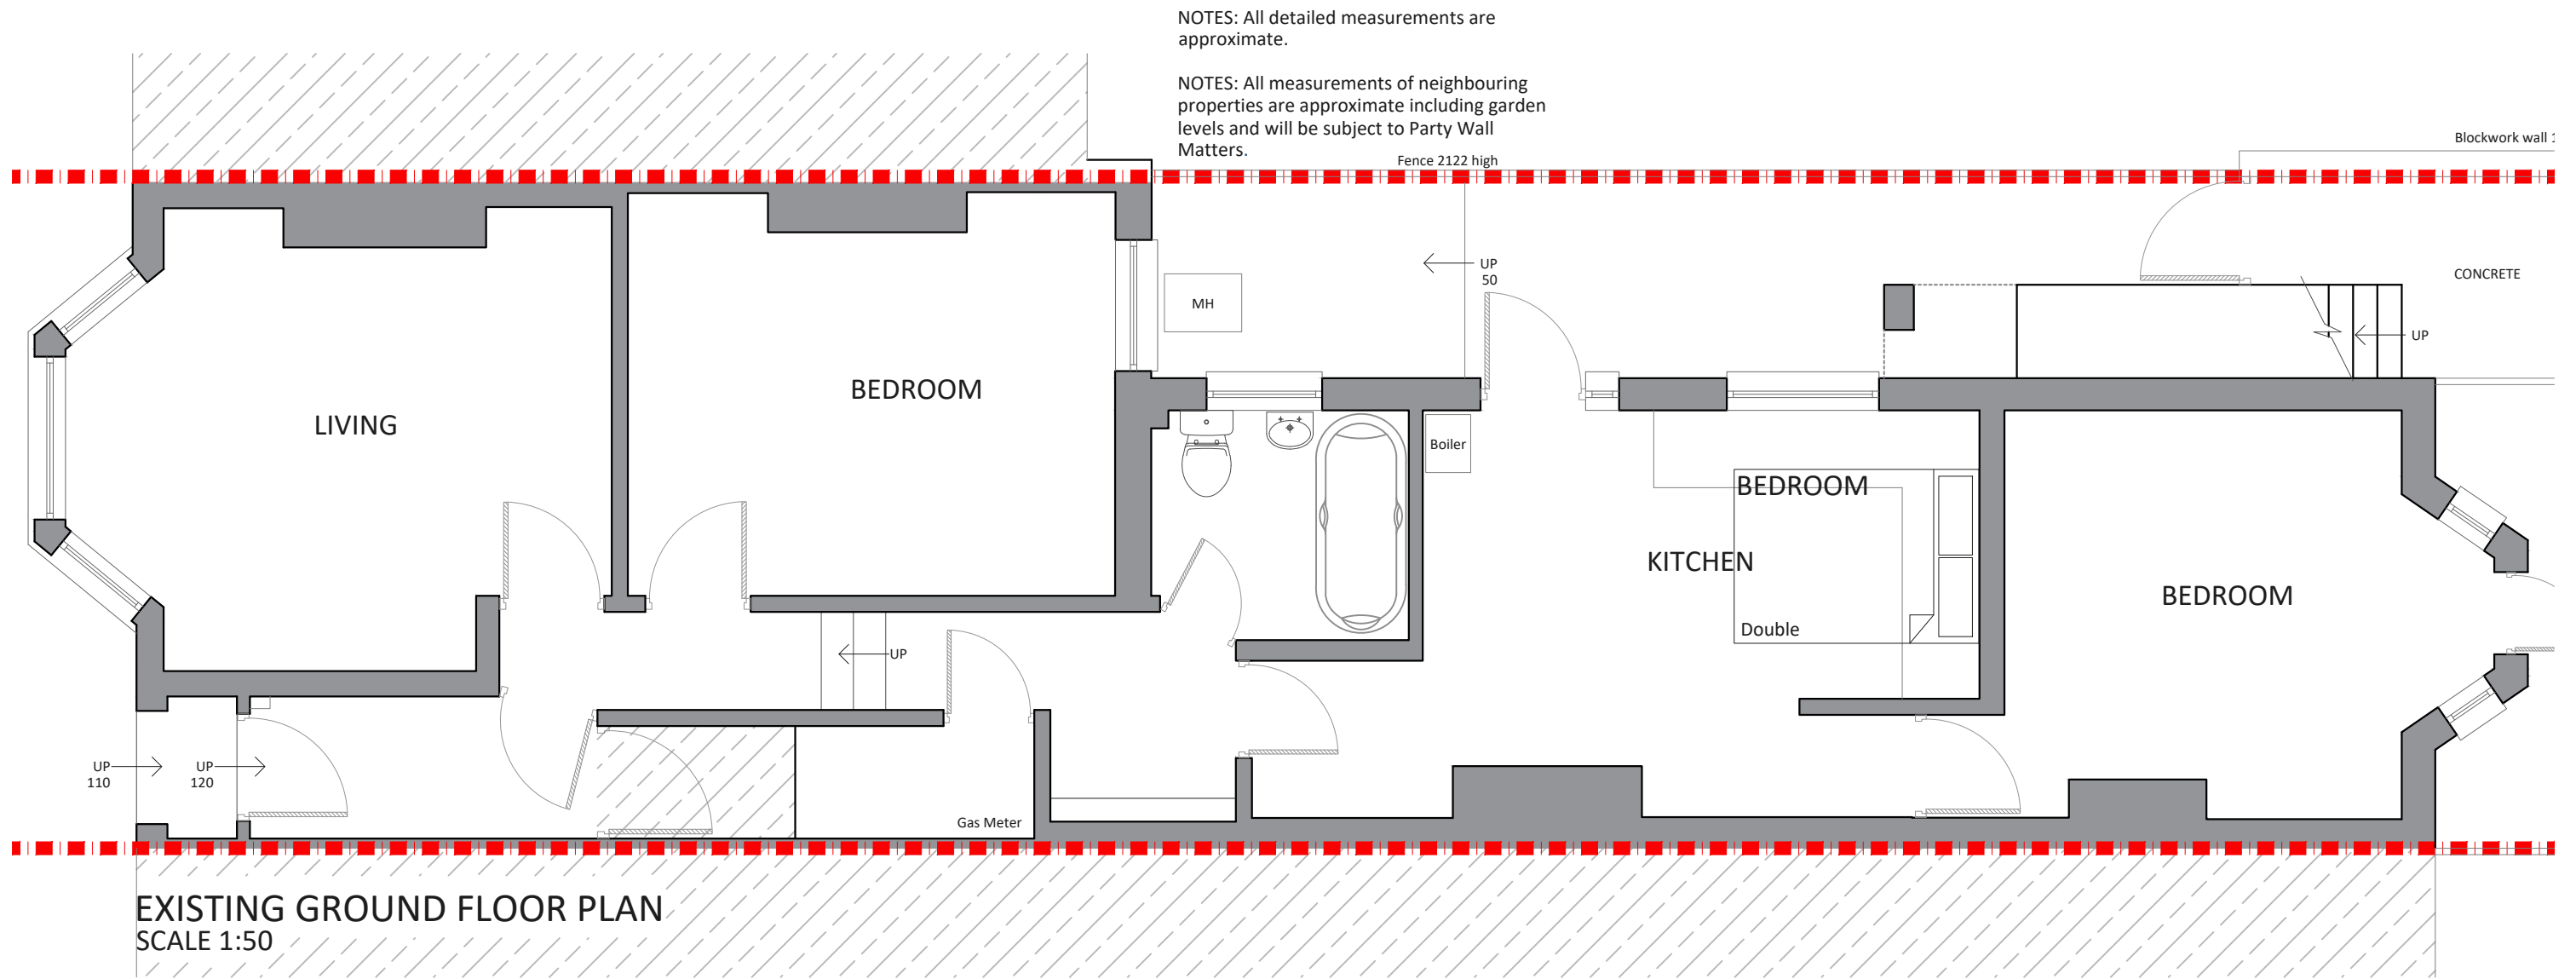 NOTES: All detailed measurements are
approximate.
NOTES: All measurements of neighbouring
properties are approximate including garden
levels and will be subject to Party Wall
Matters.
Fence 2122 high
Blockwork wall 1
UP
50
MH
CONCRETE
UP
LIVING
BEDROOM
Boiler
BEDROOM
KITCHEN
BEDROOM
Double
UP
UP
110
UP
120
Gas Meter
EXISTING GROUND FLOOR PLAN
SCALE 1:50